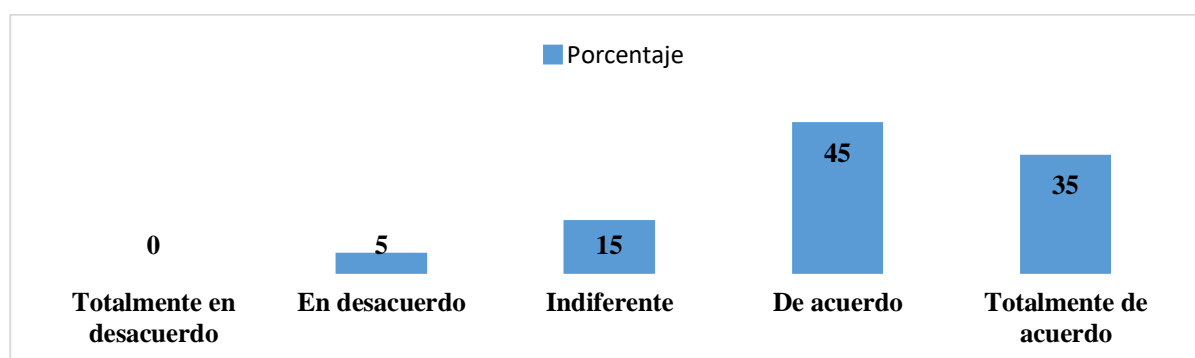 Porcentaje
0
5
15
45
35
Totalmente en
desacuerdo
En desacuerdo
Indiferente
De acuerdo
Totalmente de
acuerdo